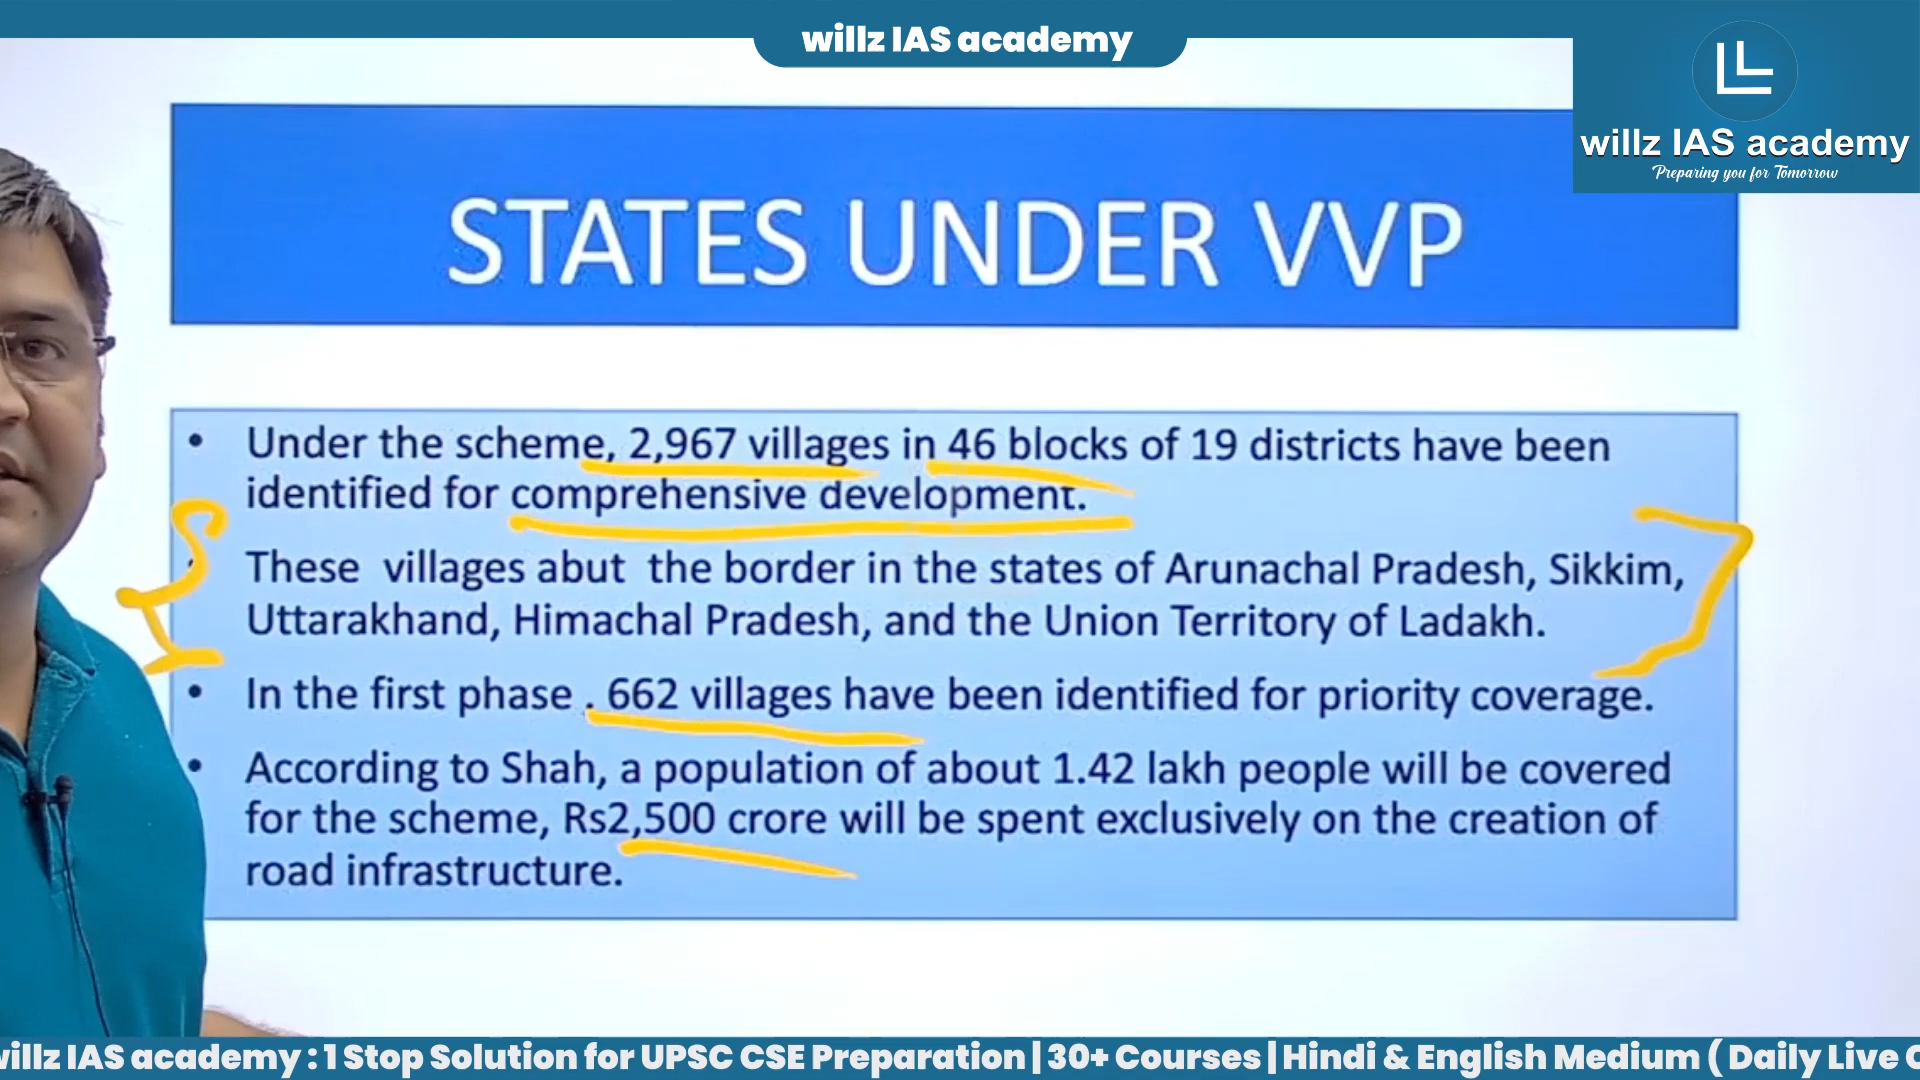 willz IAS academy
willz IAS academy
Preparing you for Tomorrow
STATES UNDER VVP
• Under the scheme, 2,967 villages in 46 blocks of 19 districts have been
identified for comprehensive development.
These villages abut the border in the states of Arunachal Pradesh, Sikkim,
Uttarakhand, Himachal Pradesh, and the Union Territory of Ladakh.
• In the first phase . 662 villages have been identified for priority coverage.
• According to Shah, a population of about 1.42 lakh people will be covered
for the scheme, Rs2,500 crore will be spent exclusively on the creation of
road infrastructure.
willz IAS academy : 1 Stop Solution for UPSC CSE Preparation | 30+ Courses | Hindi & English Medium ( Daily Live